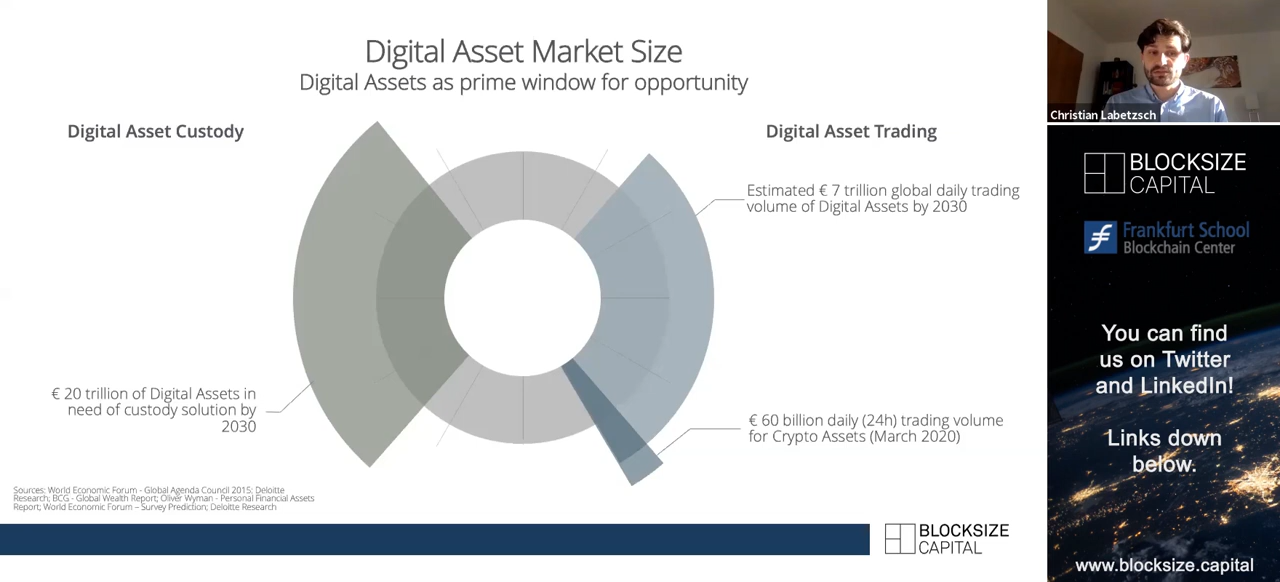 Digital Asset Market Size
Digital Assets as prime window for opportunity
Digital Asset Custody
Digital Asset Trading
Estimated € 7 trillion global daily trading
volume of Digital Assets by 2030
€ 20 trillion of Digital Assets in
need of custody solution by
2030
€ 60 billion daily (24h) trading volume
for Crypto Assets (March 2020)
Sources: World Economic Forum - Global Agenda Council 2015; Deloitte
Research; BCG - Global Wealth Report; Oliver Wyman - Personal Financial Assets
Report; World Economic Forum – Survey Prediction; Deloitte Research
BLOCKSIZE
CAPITAL
Christian Labetzsch
BLOCKSIZE
CAPITAL
Frankfurt School
Blockchain Center
You can find
us on Twitter
and LinkedIn!
Links down
below.
www.blocksize.capital